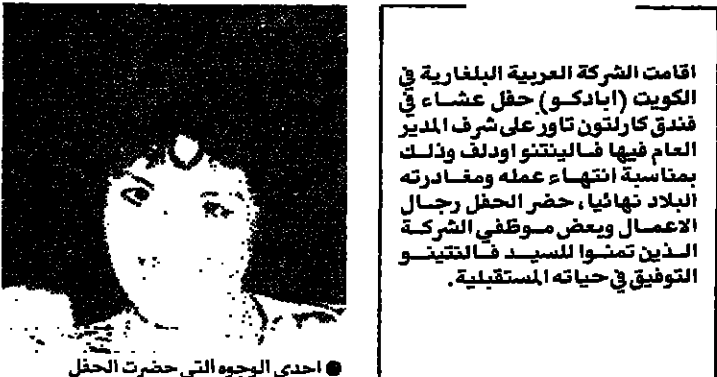 اقامت الشركة العربية البلغارية في
الكويت (ابادكو) حفل عشاء في
فندق كارلتون تاور على شرف المدير
العام فيها فالينتنو اودلف وذلك
بمناسبة انتهاء عمله ومغادرته
البلاد نهائيا، حضر الحفل رجال
الاعمال وبعض موظفي الشركة
الذين تمنوا للسيد فالنتينو
التوفيق في حياته المستقبلية.
● احدى الوجوه التي حضرت الحفل